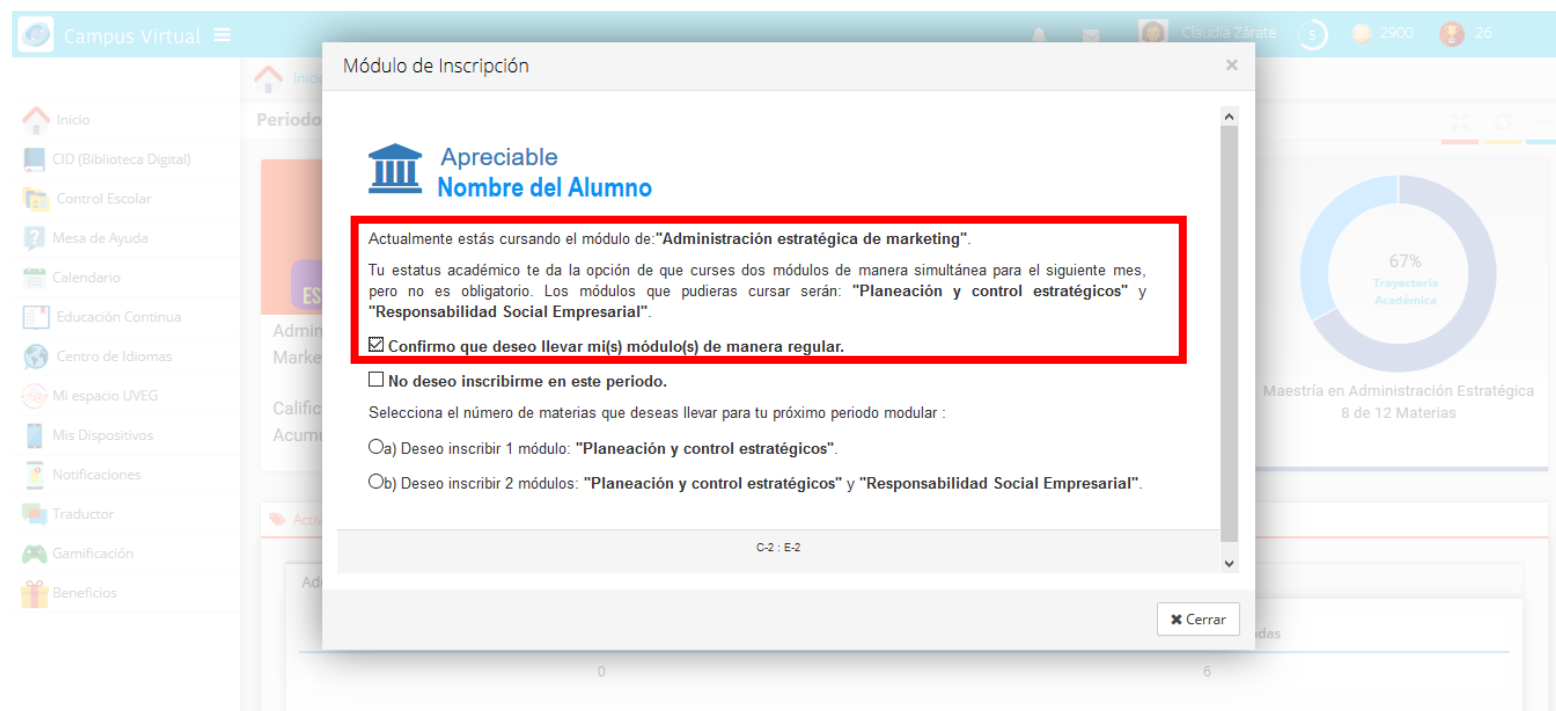 Campus Virtual
Claudia Zárate
5
2900
26
Inicio
CID (Biblioteca Digital)
Control Escolar
Mesa de Ayuda
Calendario
Educación Continua
Centro de Idiomas
Mi espacio UVEG
Mis Dispositivos
Notificaciones
Traductor
Gamificación
Beneficios
Periodo
Módulo de Inscripción
Apreciable
Nombre del Alumno
Actualmente estás cursando el módulo de:"Administración estratégica de marketing".
Tu estatus académico te da la opción de que curses dos módulos de manera simultánea para el siguiente mes,
pero no es obligatorio. Los módulos que pudieras cursar serán: "Planeación y control estratégicos" y
"Responsabilidad Social Empresarial".
Confirmo que deseo llevar mi(s) módulo(s) de manera regular.
No deseo inscribirme en este periodo.
Selecciona el número de materias que deseas llevar para tu próximo periodo modular :
a) Deseo inscribir 1 módulo: "Planeación y control estratégicos".
b) Deseo inscribir 2 módulos: "Planeación y control estratégicos" y "Responsabilidad Social Empresarial".
C-2 : E-2
Cerrar
67%
Trayectoria
Académica
Maestría en Administración Estratégica
8 de 12 Materias
0
6